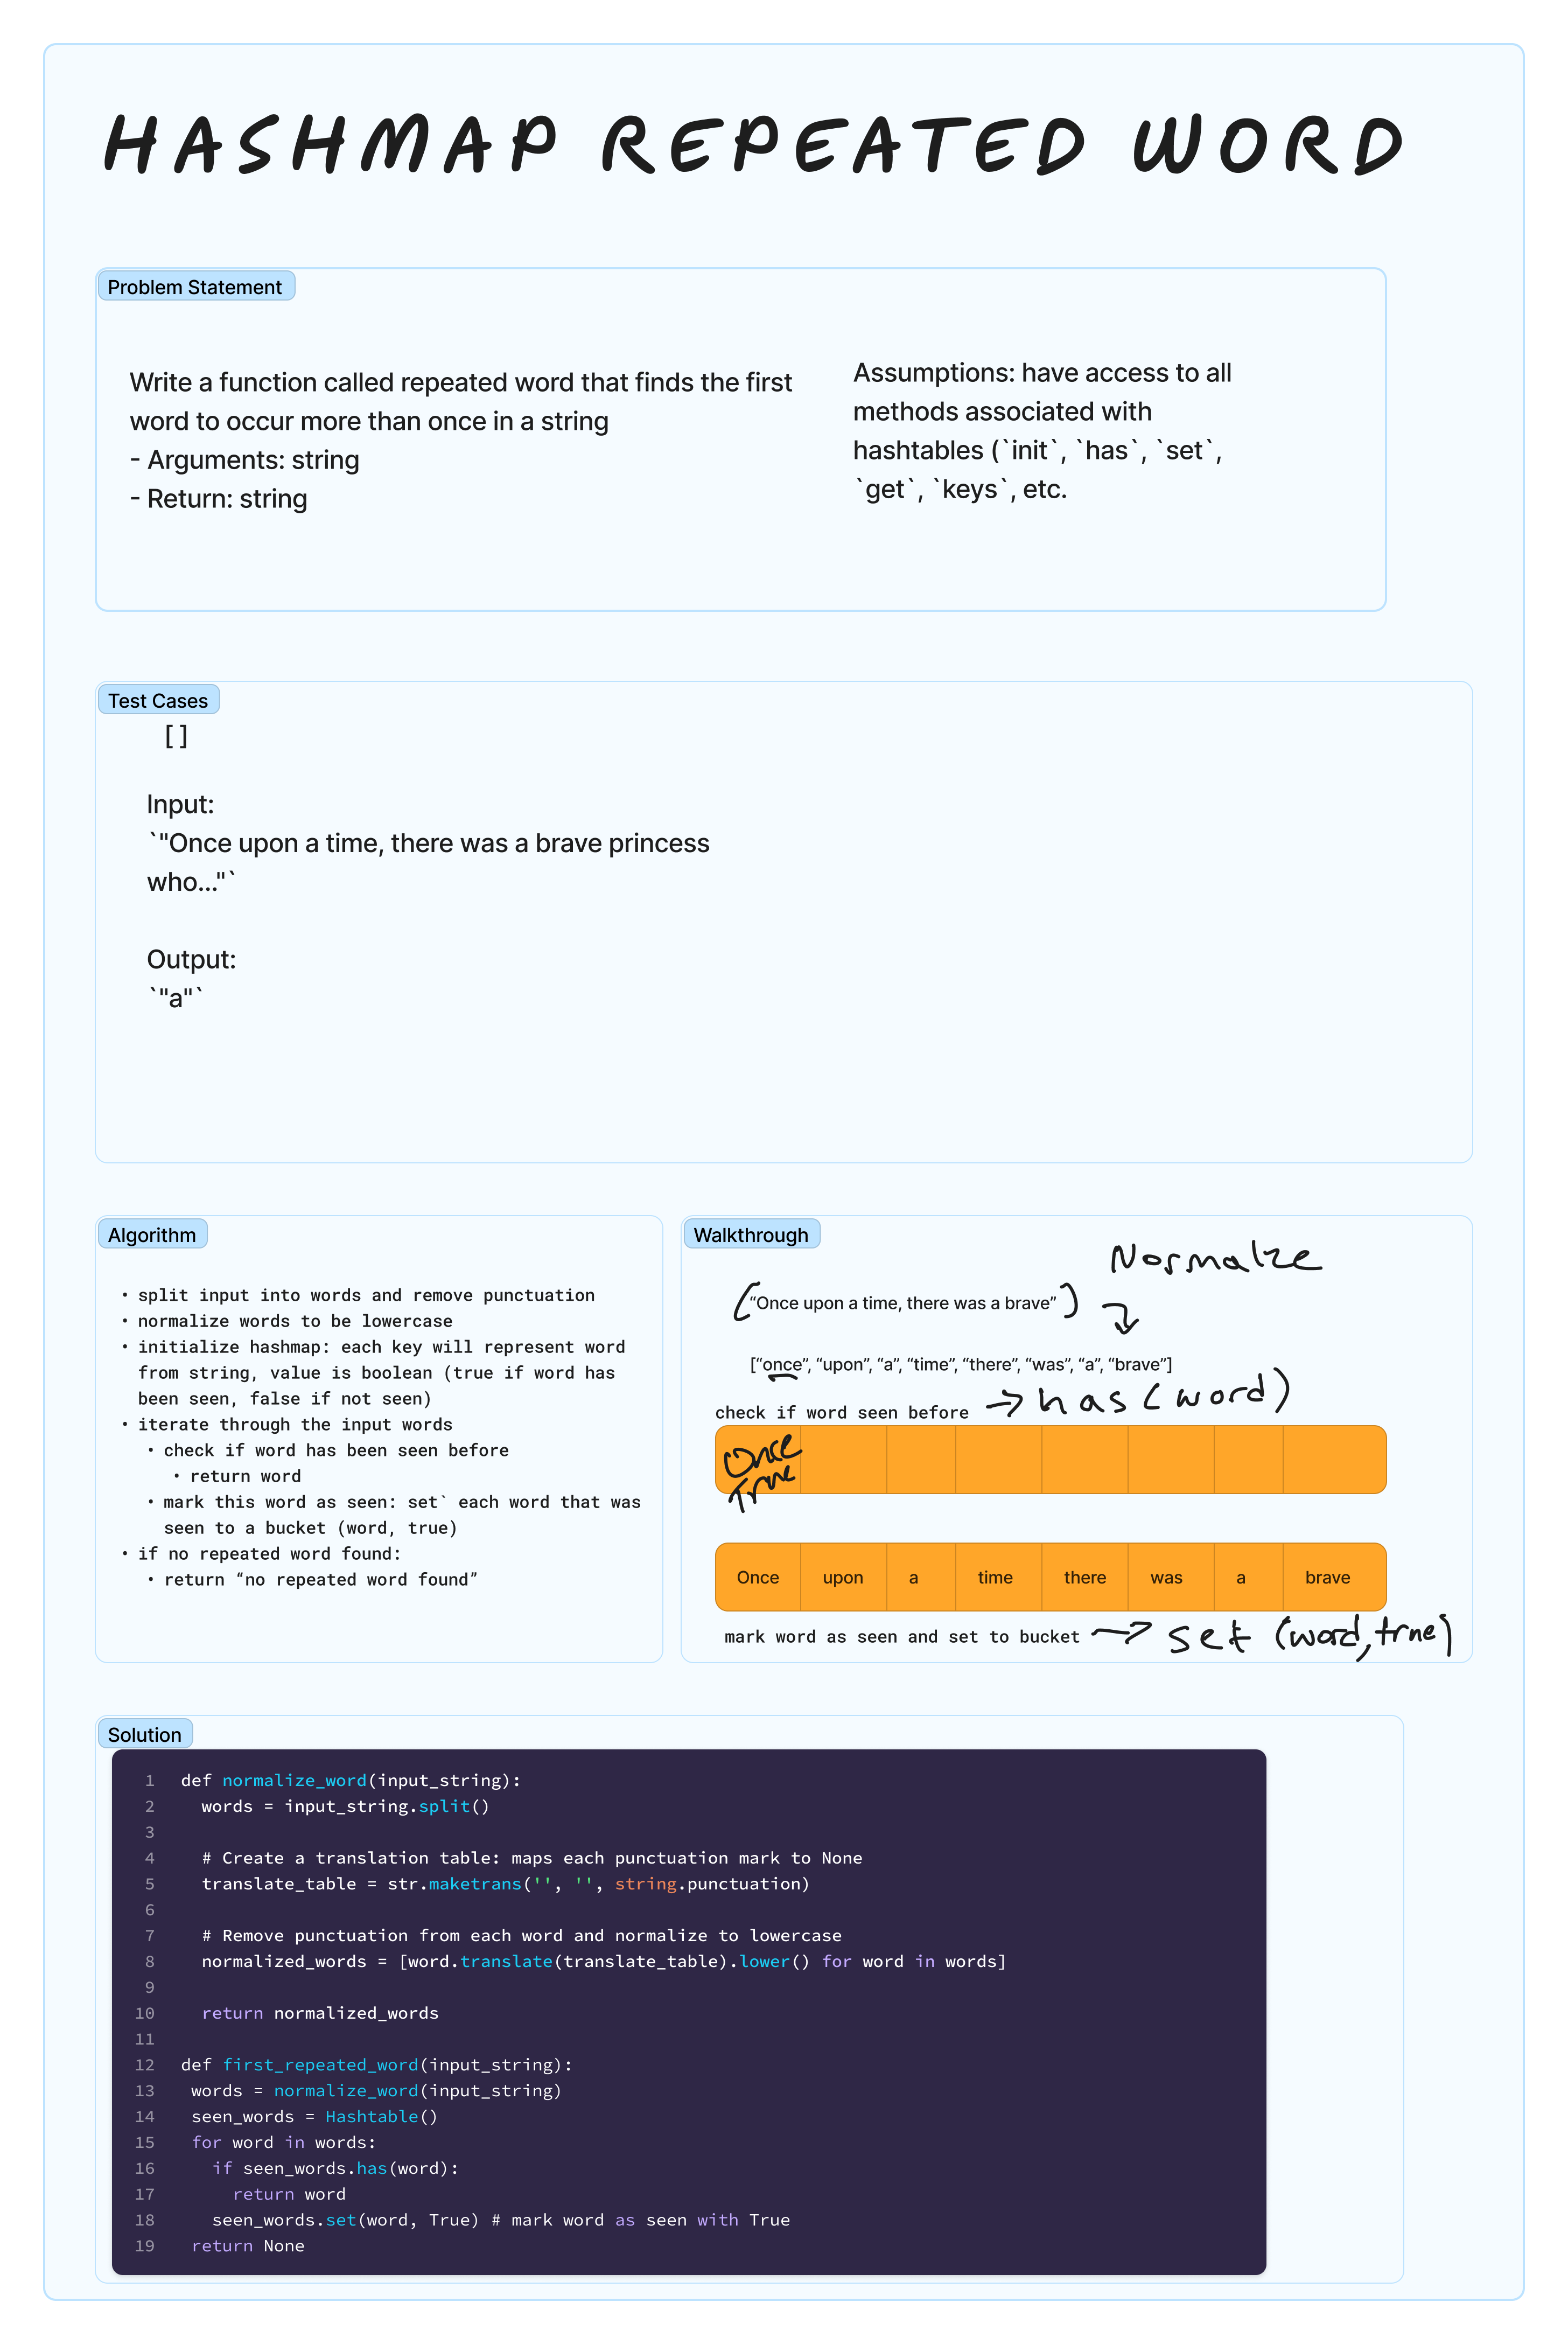 HASHMAP REPEATED WORD
Problem Statement
Write a function called repeated word that finds the first
word to occur more than once in a string
- Arguments: string
- Return: string
Assumptions: have access to all
methods associated with
hashtables (`init`, `has`, `set`,
`get`, `keys`, etc.
Test Cases
[ ]
Input:
`"Once upon a time, there was a brave princess
who..."`
Output:
`"a"`
Algorithm
• split input into words and remove punctuation
• normalize words to be lowercase
• initialize hashmap: each key will represent word
from string, value is boolean (true if word has
been seen, false if not seen)
• iterate through the input words
• check if word has been seen before
• return word
• mark this word as seen: set` each word that was
seen to a bucket (word, true)
• if no repeated word found:
• return “no repeated word found”
Walkthrough
Normalze
(“Once upon a time, there was a brave”)
[“once”, “upon”, “a”, “time”, “there”, “was”, “a”, “brave”]
check if word seen before → has (word)
Once
True
Once upon a time there was a brave
mark word as seen and set to bucket → set (word, true)
Solution
1 def normalize_word(input_string):
2 words = input_string.split()
3
4 # Create a translation table: maps each punctuation mark to None
5 translate_table = str.maketrans('', '', string.punctuation)
6
7 # Remove punctuation from each word and normalize to lowercase
8 normalized_words = [word.translate(translate_table).lower() for word in words]
9
10 return normalized_words
11
12 def first_repeated_word(input_string):
13 words = normalize_word(input_string)
14 seen_words = Hashtable()
15 for word in words:
16 if seen_words.has(word):
17 return word
18 seen_words.set(word, True) # mark word as seen with True
19 return None